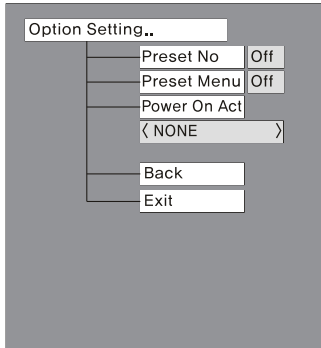 Option Setting..
Preset No Off
Preset Menu Off
Power On Act
〈 NONE 〉
Back
Exit